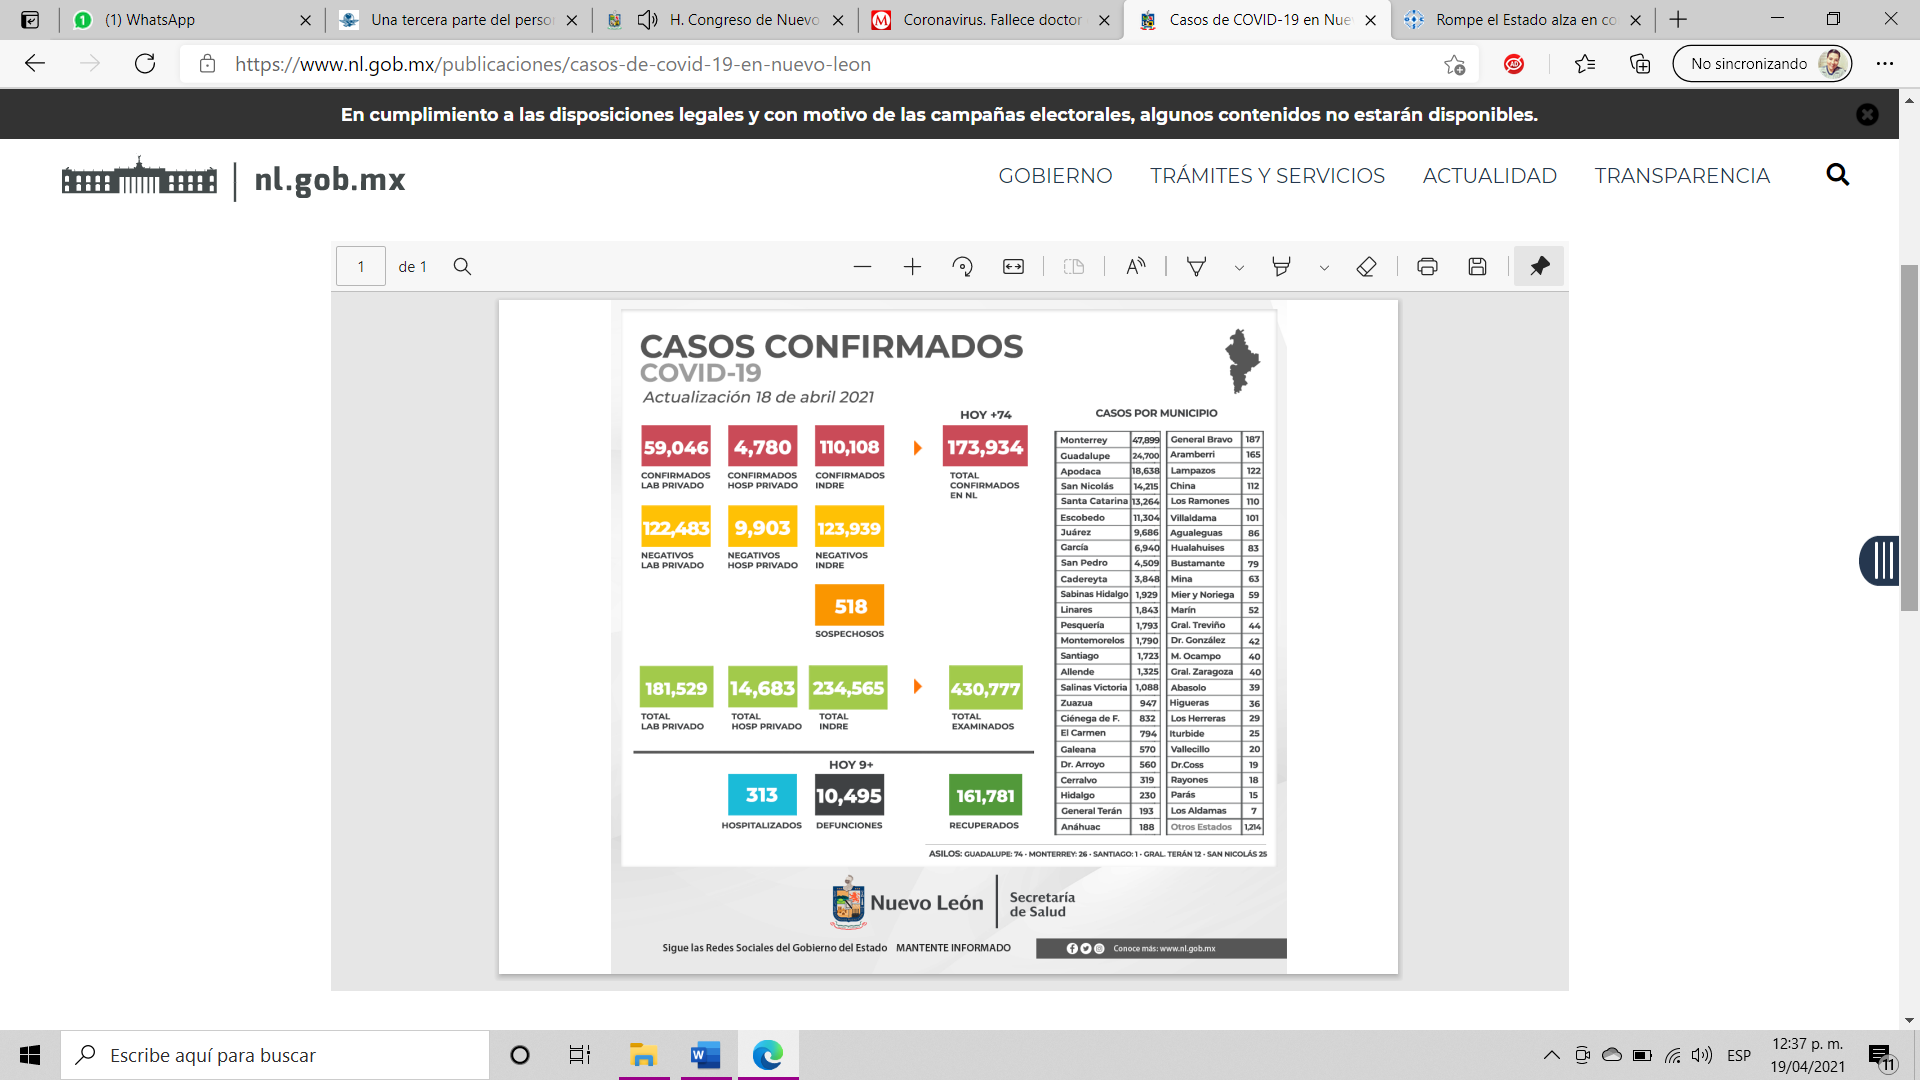 (1) WhatsApp
Una tercera parte del perso
H. Congreso de Nuevo
Coronavirus. Fallece doctor
Casos de COVID-19 en Nue
Rompe el Estado alza en co
https://www.nl.gob.mx/publicaciones/casos-de-covid-19-en-nuevo-leon
No sincronizando
En cumplimiento a las disposiciones legales y con motivo de las campañas electorales, algunos contenidos no estarán disponibles.
nl.gob.mx
GOBIERNO
TRÁMITES Y SERVICIOS
ACTUALIDAD
TRANSPARENCIA
1 de 1
CASOS CONFIRMADOS
COVID-19
Actualización 18 de abril 2021
HOY +74
59,046 4,780 110,108 173,934
CONFIRMADOS LAB PRIVADO
CONFIRMADOS HOSP PRIVADO
CONFIRMADOS INDRE
TOTAL CONFIRMADOS EN NL
122,483 9,903 123,939
NEGATIVOS LAB PRIVADO
NEGATIVOS HOSP PRIVADO
NEGATIVOS INDRE
518
SOSPECHOSOS
181,529 14,683 234,565 430,777
TOTAL LAB PRIVADO
TOTAL HOSP PRIVADO
TOTAL INDRE
TOTAL EXAMINADOS
HOY 9+
313 10,495 161,781
HOSPITALIZADOS DEFUNCIONES RECUPERADOS
CASOS POR MUNICIPIO
Monterrey 47,899 General Bravo 187
Guadalupe 24,700 Aramberri 165
Apodaca 18,638 Lampazos 122
San Nicolás 14,215 China 112
Santa Catarina 13,264 Los Ramones 110
Escobedo 11,304 Villaldama 101
Juárez 9,686 Agualeguas 86
García 6,940 Hualahuises 83
San Pedro 4,509 Bustamante 79
Cadereyta 3,848 Mina 63
Sabinas Hidalgo 1,929 Mier y Noriega 59
Linares 1,843 Marín 52
Pesquería 1,793 Gral. Treviño 44
Montemorelos 1,790 Dr. González 42
Santiago 1,723 M. Ocampo 40
Allende 1,325 Gral. Zaragoza 40
Salinas Victoria 1,088 Abasolo 39
Zuazua 947 Higueras 36
Ciénega de F. 832 Los Herreras 29
El Carmen 794 Iturbide 25
Galeana 570 Vallecillo 20
Dr. Arroyo 560 Dr.Coss 19
Cerralvo 319 Rayones 18
Hidalgo 230 Parás 15
General Terán 193 Los Aldamas 7
Anáhuac 188 Otros Estados 1,214
ASILOS: GUADALUPE: 74 - MONTERREY: 26 - SANTIAGO: 1 - GRAL. TERÁN 12 - SAN NICOLÁS 25
Nuevo León
Secretaría
de Salud
Sigue las Redes Sociales del Gobierno del Estado MANTENTE INFORMADO
Conoce más: www.nl.gob.mx
Escribe aquí para buscar
ESP
12:37 p. m.
19/04/2021
11